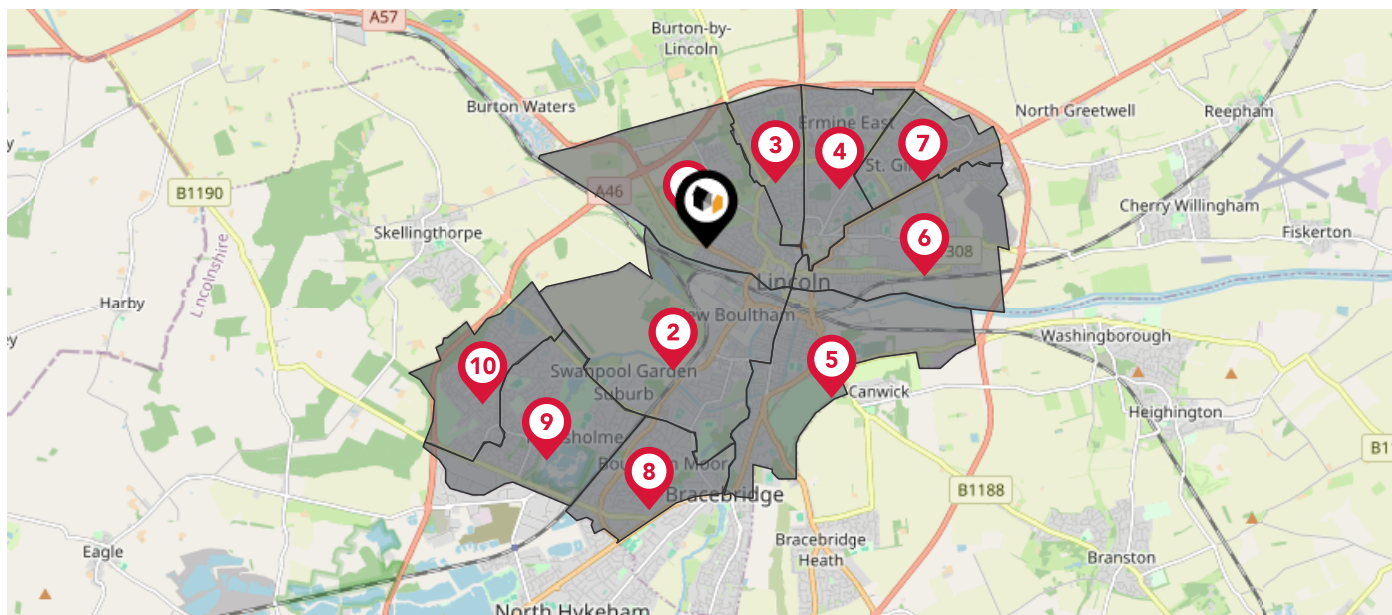 A57
Burton-by-
Lincoln
Burton Waters
North Greetwell
Reepham
Ermine East
3
4
7
B1190
A46
Cherry Willingham
Skellingthorpe
6
308
Fiskerton
Lincolnshire
Harby
Lincoln
New Boultham
2
Washingborough
10
5
Swanpool Garden
Suburb
Canwick
9
Heighington
8
Bracebridge
B1188
Bracebridge
Heath
Eagle
Branston
North Hykeham